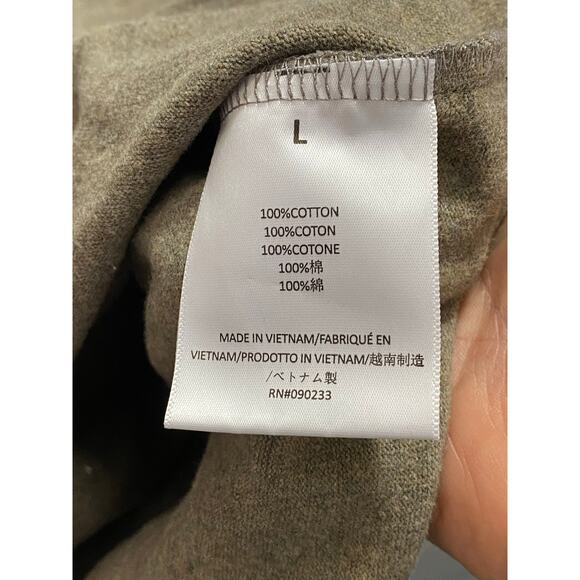 L
100%COTTON
100%COTON
100%COTONE
100%棉
100%綿
MADE IN VIETNAM/FABRIQUÉ EN
VIETNAM/PRODOTTO IN VIETNAM/越南制造
/ベトナム製
RN#090233